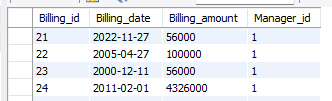 Billing_id Billing_date Billing_amount Manager_id
21 2022-11-27 56000 1
22 2005-04-27 100000 1
23 2000-12-11 56000 1
24 2011-02-01 4326000 1